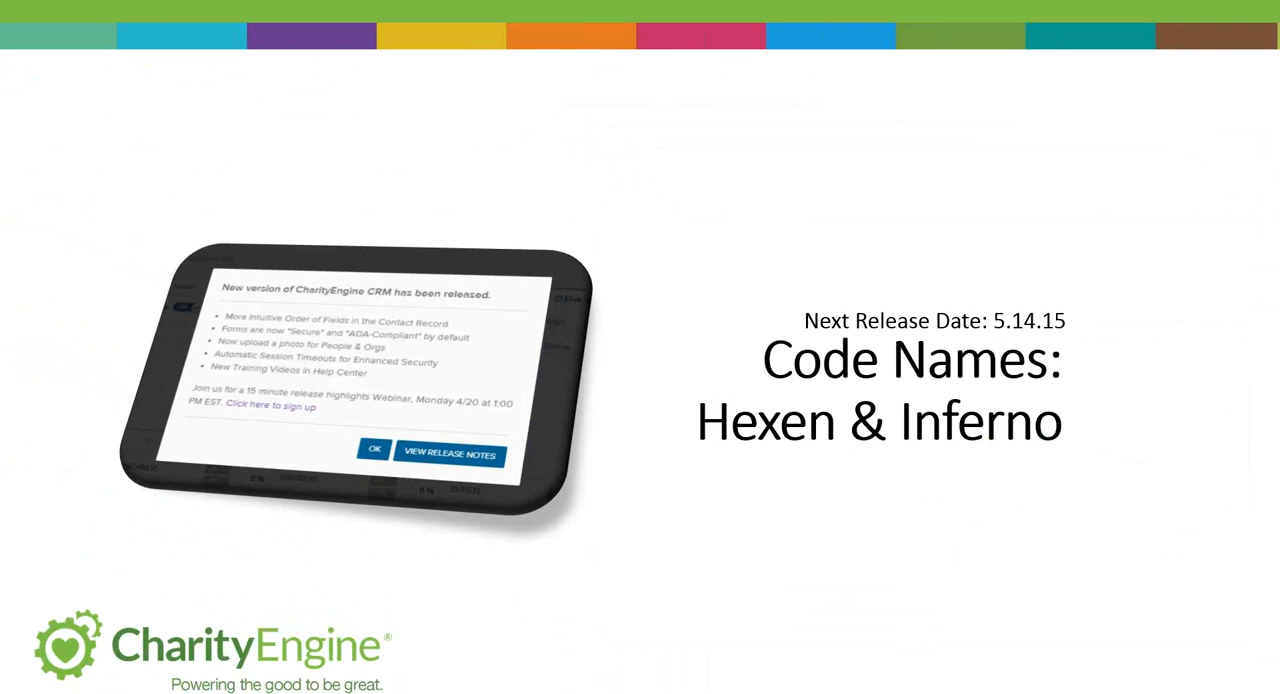 New version of CharityEngine CRM has been released.
• More Intuitive Order of Fields in the Contact Record
• Forms are now "Secure" and "ADA-Compliant" by default
• Now upload a photo for People & Orgs
• Automatic Session Timeouts for Enhanced Security
• New Training Videos in Help Center
Join us for a 15 minute release highlights Webinar, Monday 4/20 at 1:00
PM EST. Click here to sign up
OK
VIEW RELEASE NOTES
Next Release Date: 5.14.15
Code Names:
Hexen & Inferno
CharityEngine®
Powering the good to be great.